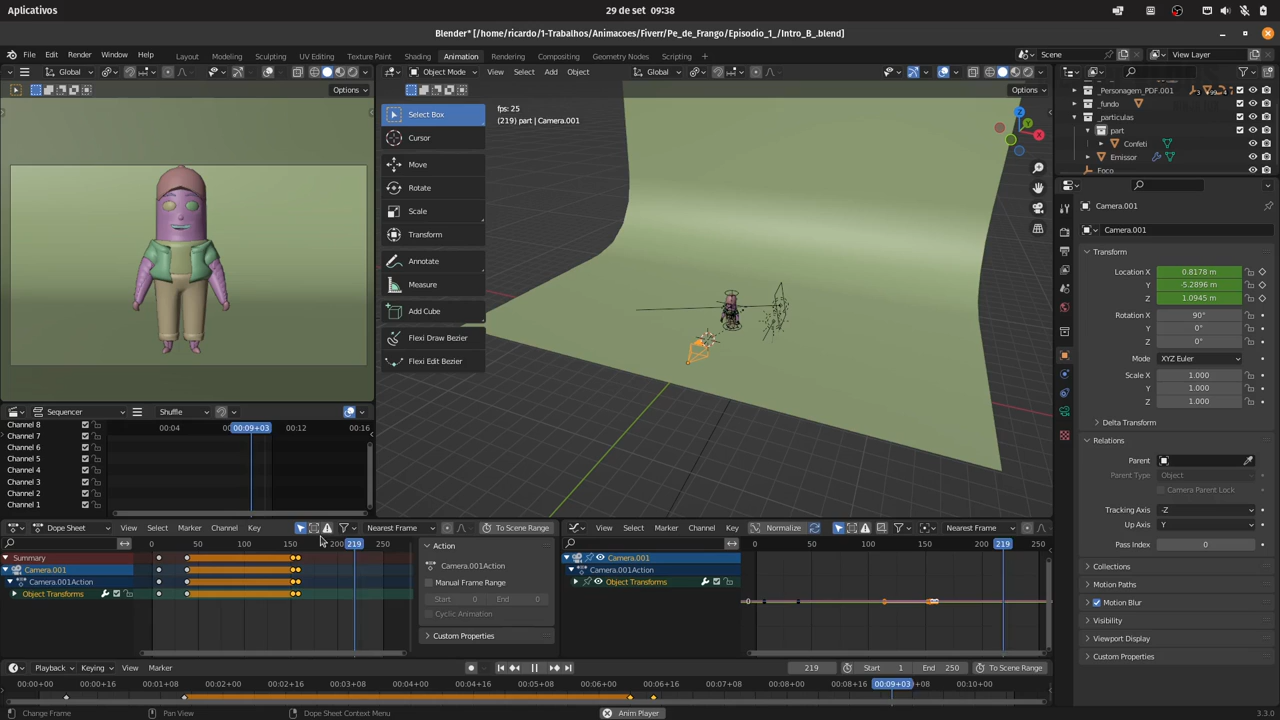 Aplicativos
29 de set 09:38
Blender* [/home/ricardo/1-Trabalhos/Animacoes/Fiverr/Pe_de_Frango/Episodio_1_/Intro_B_.blend]
File Edit Render Window Help
Layout Modeling Sculpting UV Editing Texture Paint Shading Animation Rendering Compositing Geometry Nodes Scripting +
Scene
View Layer
Global
Options
Object Mode View Select Add Object
Global
Options
Select Box
Cursor
Move
Rotate
Scale
Transform
Annotate
Measure
Add Cube
Flexi Draw Bezier
Flexi Edit Bezier
fps: 25
(219) part | Camera.001
Z
Y
X
_Personagem_PDF.001
_fundo
_particulas
part
Confeti
Emissor
Foco
Camera.001
Camera.001
Transform
Location X 0.8178 m
Y -5.2896 m
Z 1.0945 m
Rotation X 90°
Y 0°
Z 0°
Mode XYZ Euler
Scale X 1.000
Y 1.000
Z 1.000
Delta Transform
Relations
Parent
Parent Type Object
Camera Parent Lock
Tracking Axis -Z
Up Axis Y
Pass Index 0
Collections
Motion Paths
Motion Blur
Visibility
Viewport Display
Custom Properties
Sequencer
Shuffle
00:04 00:09+03 00:12 00:16
Channel 8
Channel 7
Channel 6
Channel 5
Channel 4
Channel 3
Channel 2
Channel 1
Dope Sheet View Select Marker Channel Key
Nearest Frame
To Scene Range
0 50 100 150 200 219 250
Summary
Camera.001
Camera.001Action
Object Transforms
Action
Camera.001Action
Manual Frame Range
Start 0 End 0
Cyclic Animation
Custom Properties
View Select Marker Channel Key
Normalize
Nearest Frame
0 50 100 150 219 250
Camera.001
Camera.001Action
Object Transforms
Playback Keying View Marker
219
Start 1 End 250
To Scene Range
00:00+00 00:00+16 00:01+08 00:02+00 00:02+16 00:03+08 00:04+00 00:04+16 00:05+08 00:06+00 00:06+16 00:07+08 00:08+00 00:08+16 00:09+03 +08 00:10+00
Change Frame
Pan View
Dope Sheet Context Menu
Anim Player
3.3.0